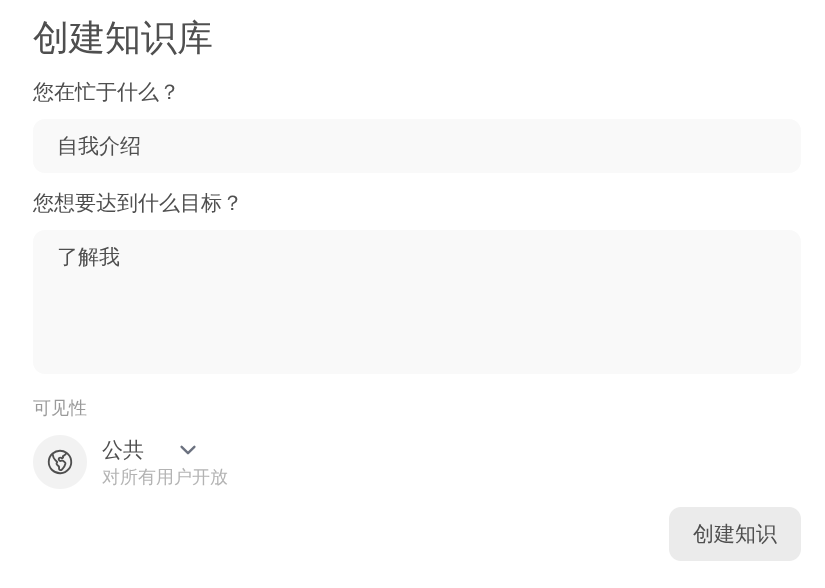 创建知识库
您在忙于什么？
自我介绍
您想要达到什么目标？
了解我
可见性
公共
对所有用户开放
创建知识